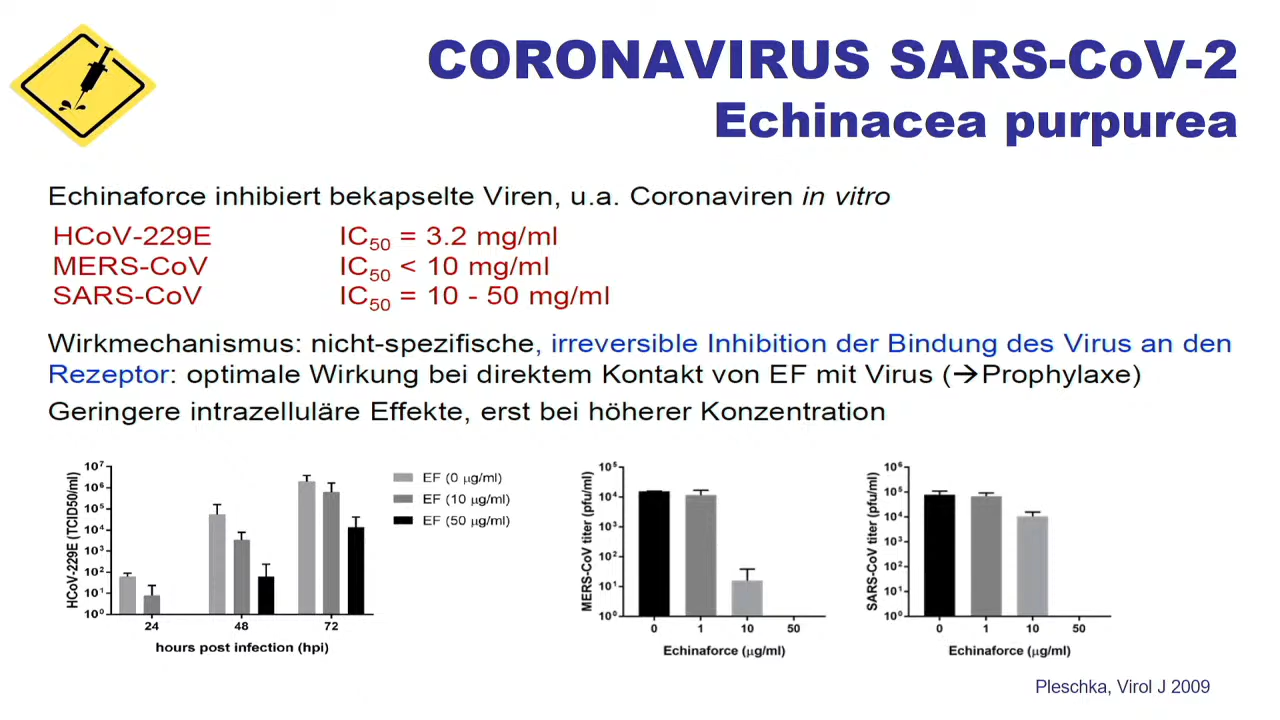 CORONAVIRUS SARS-CoV-2
Echinacea purpurea
Echinaforce inhibiert bekapselte Viren, u.a. Coronaviren in vitro
HCoV-229E IC50 = 3.2 mg/ml
MERS-CoV IC50 < 10 mg/ml
SARS-CoV IC50 = 10 - 50 mg/ml
Wirkmechanismus: nicht-spezifische, irreversible Inhibition der Bindung des Virus an den
Rezeptor: optimale Wirkung bei direktem Kontakt von EF mit Virus (→Prophylaxe)
Geringere intrazelluläre Effekte, erst bei höherer Konzentration
HCoV-229E (TCID50/ml)
10⁷
10⁶
10⁵
10⁴
10³
10²
10¹
10⁰
24 48 72
hours post infection (hpi)
EF (0 µg/ml)
EF (10 µg/ml)
EF (50 µg/ml)
MERS-CoV titer (pfu/ml)
10⁵
10⁴
10³
10²
10¹
10⁰
0 1 10 50
Echinaforce (µg/ml)
SARS-CoV titer (pfu/ml)
10⁶
10⁵
10⁴
10³
10²
10¹
10⁰
0 1 10 50
Echinaforce (µg/ml)
Pleschka, Virol J 2009